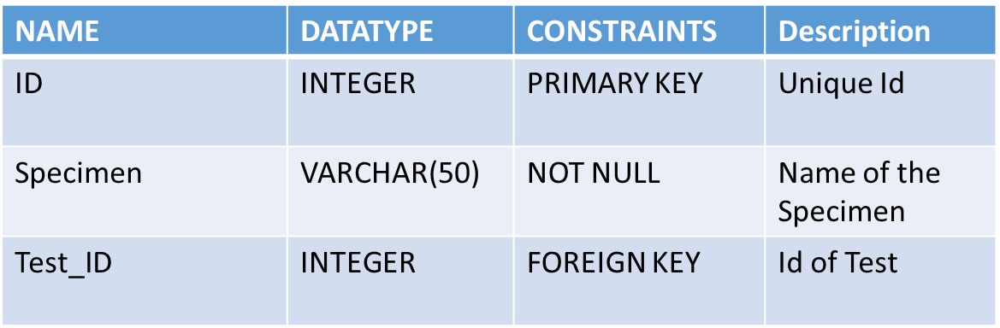 NAME DATATYPE CONSTRAINTS Description
ID INTEGER PRIMARY KEY Unique Id
Specimen VARCHAR(50) NOT NULL Name of the
Specimen
Test_ID INTEGER FOREIGN KEY Id of Test